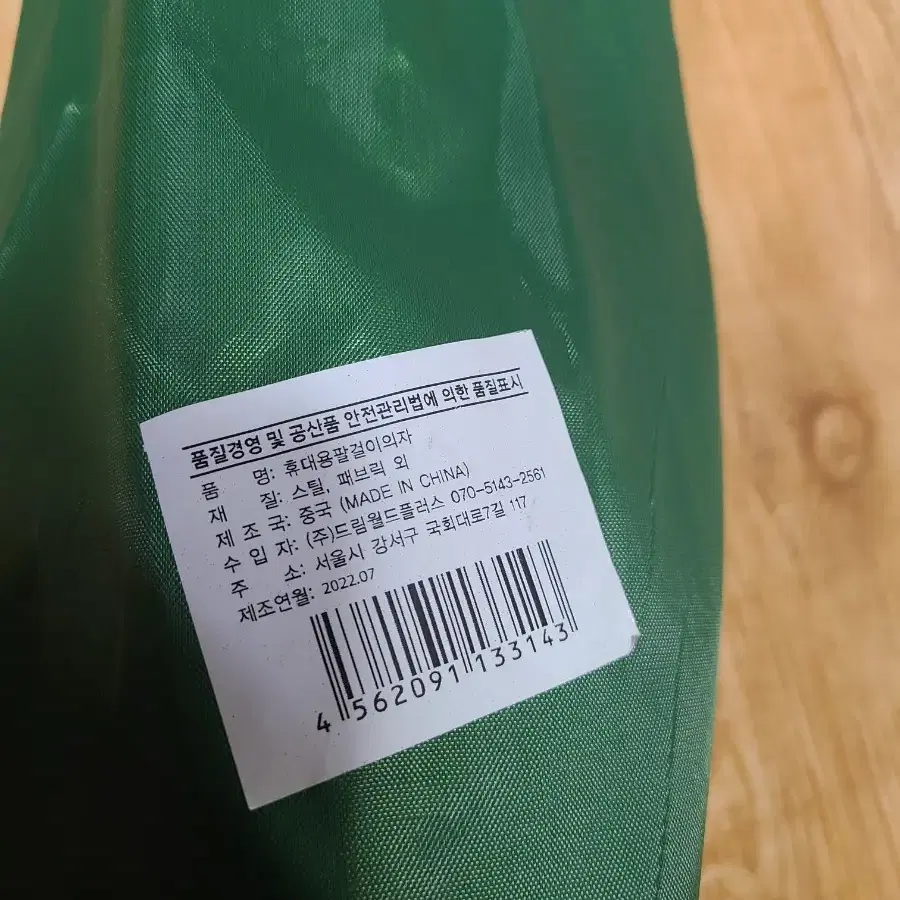 품질경영 및 공산품 안전관리법에 의한 품질표시
품 명: 휴대용팔걸이의자
재 질: 스틸, 패브릭 외
제 조 국: 중국 (MADE IN CHINA)
수 입 자: (주)드림월드플러스 070-5143-2561
주 소: 서울시 강서구 국회대로7길 117
제조연월: 2022.07
4 562091 133143